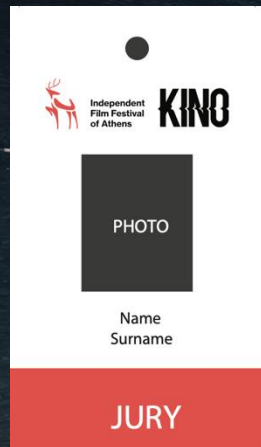 Independent
Film Festival
of Athens
KINO
PHOTO
Name
Surname
JURY